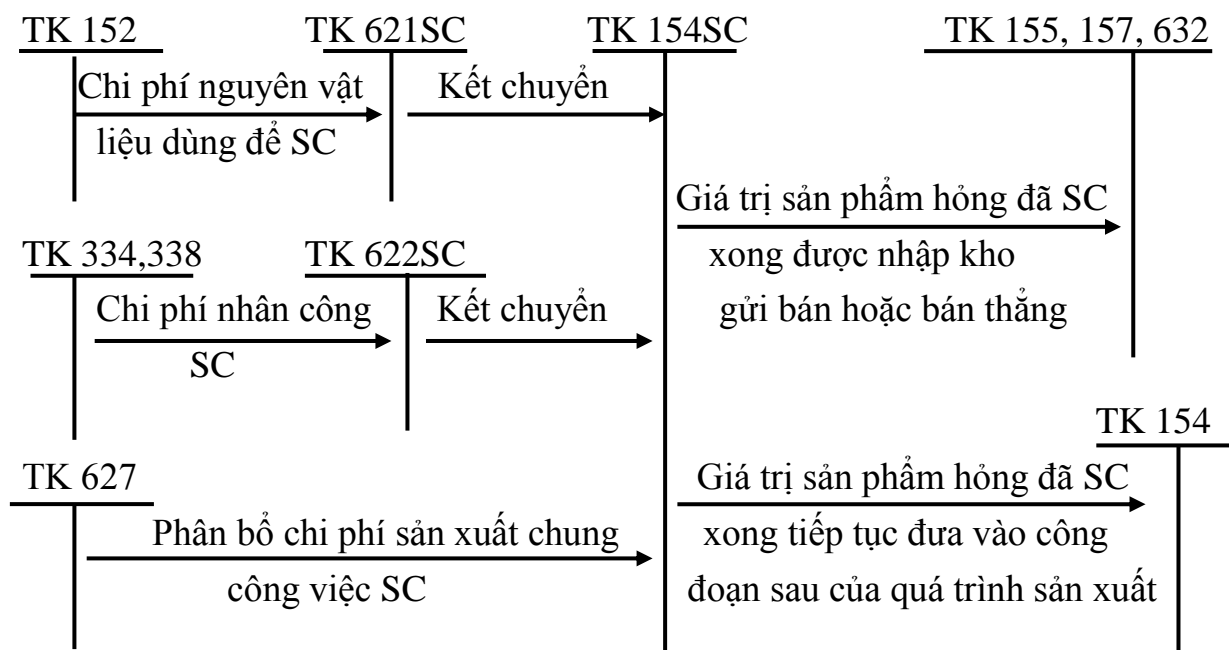 TK 152
TK 621SC
TK 154SC
TK 155, 157, 632
Chi phí nguyên vật
liệu dùng để SC
Kết chuyển
Giá trị sản phẩm hỏng đã SC
xong được nhập kho
gửi bán hoặc bán thẳng
TK 334,338
TK 622SC
Chi phí nhân công
SC
Kết chuyển
TK 154
TK 627
Phân bổ chi phí sản xuất chung
công việc SC
Giá trị sản phẩm hỏng đã SC
xong tiếp tục đưa vào công
đoạn sau của quá trình sản xuất